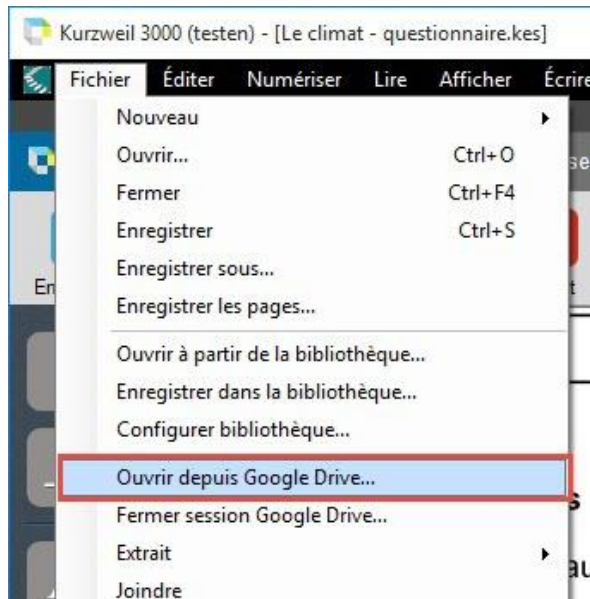 Kurzweil 3000 (testen) - [Le climat - questionnaire.kes]
Fichier Éditer Numériser Lire Afficher Écrire
Nouveau
Ouvrir... Ctrl+O
Fermer Ctrl+F4
Enregistrer Ctrl+S
Enregistrer sous...
Enregistrer les pages...
Ouvrir à partir de la bibliothèque...
Enregistrer dans la bibliothèque...
Configurer bibliothèque...
Ouvrir depuis Google Drive...
Fermer session Google Drive...
Extrait
Joindre